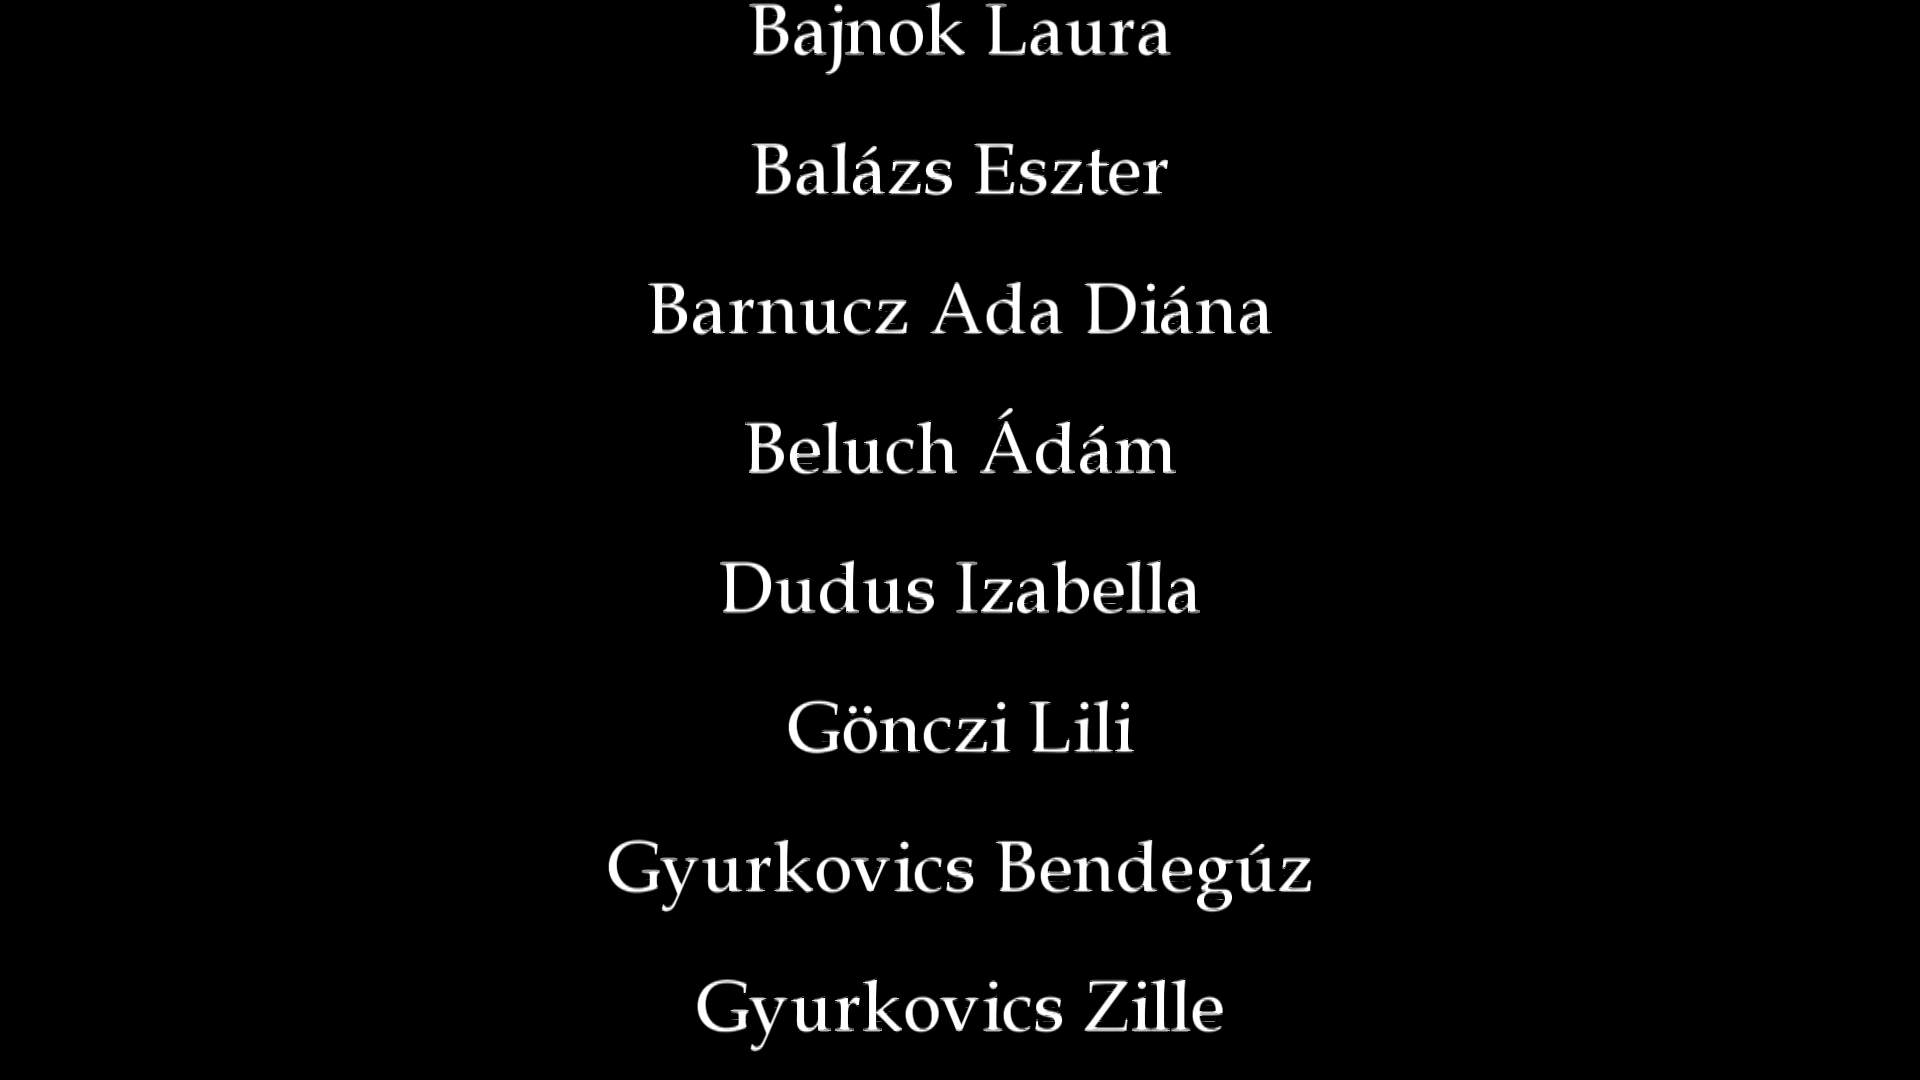 Bajnok Laura
Balázs Eszter
Barnucz Ada Diána
Beluch Ádám
Dudus Izabella
Gönczi Lili
Gyurkovics Bendegúz
Gyurkovics Zille